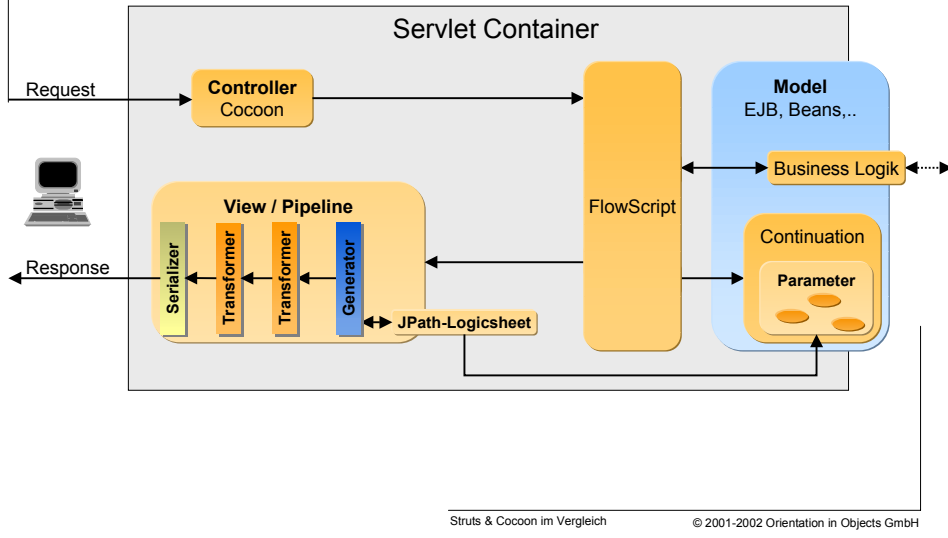 Servlet Container
Request
Controller
Cocoon
Model
EJB, Beans,..
Business Logik
FlowScript
View / Pipeline
Continuation
Parameter
Response
Serializer
Transformer
Transformer
Generator
JPath-Logicsheet
Struts & Cocoon im Vergleich
© 2001-2002 Orientation in Objects GmbH